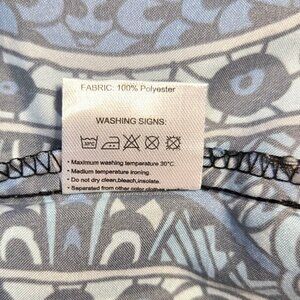 FABRIC: 100% Polyester
WASHING SIGNS:
30°C
• Maximum washing temperature 30°C.
• Medium temperature ironing.
• Do not dry clean,bleach,insolate.
• Separated from other color clothes